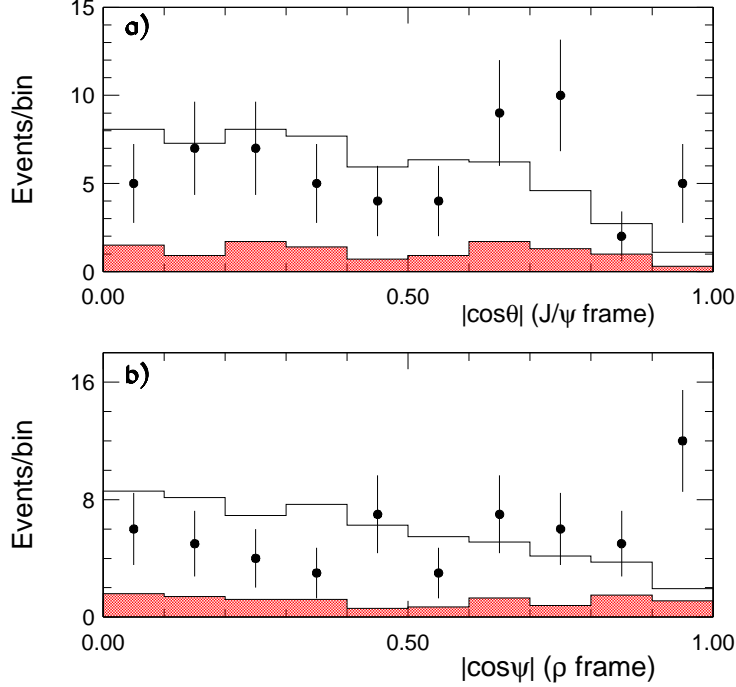 a)
15
10
5
0
Events/bin
0.00 0.50 1.00
|cosθ| (J/ψ frame)
b)
16
8
0
Events/bin
0.00 0.50 1.00
|cosψ| (ρ frame)